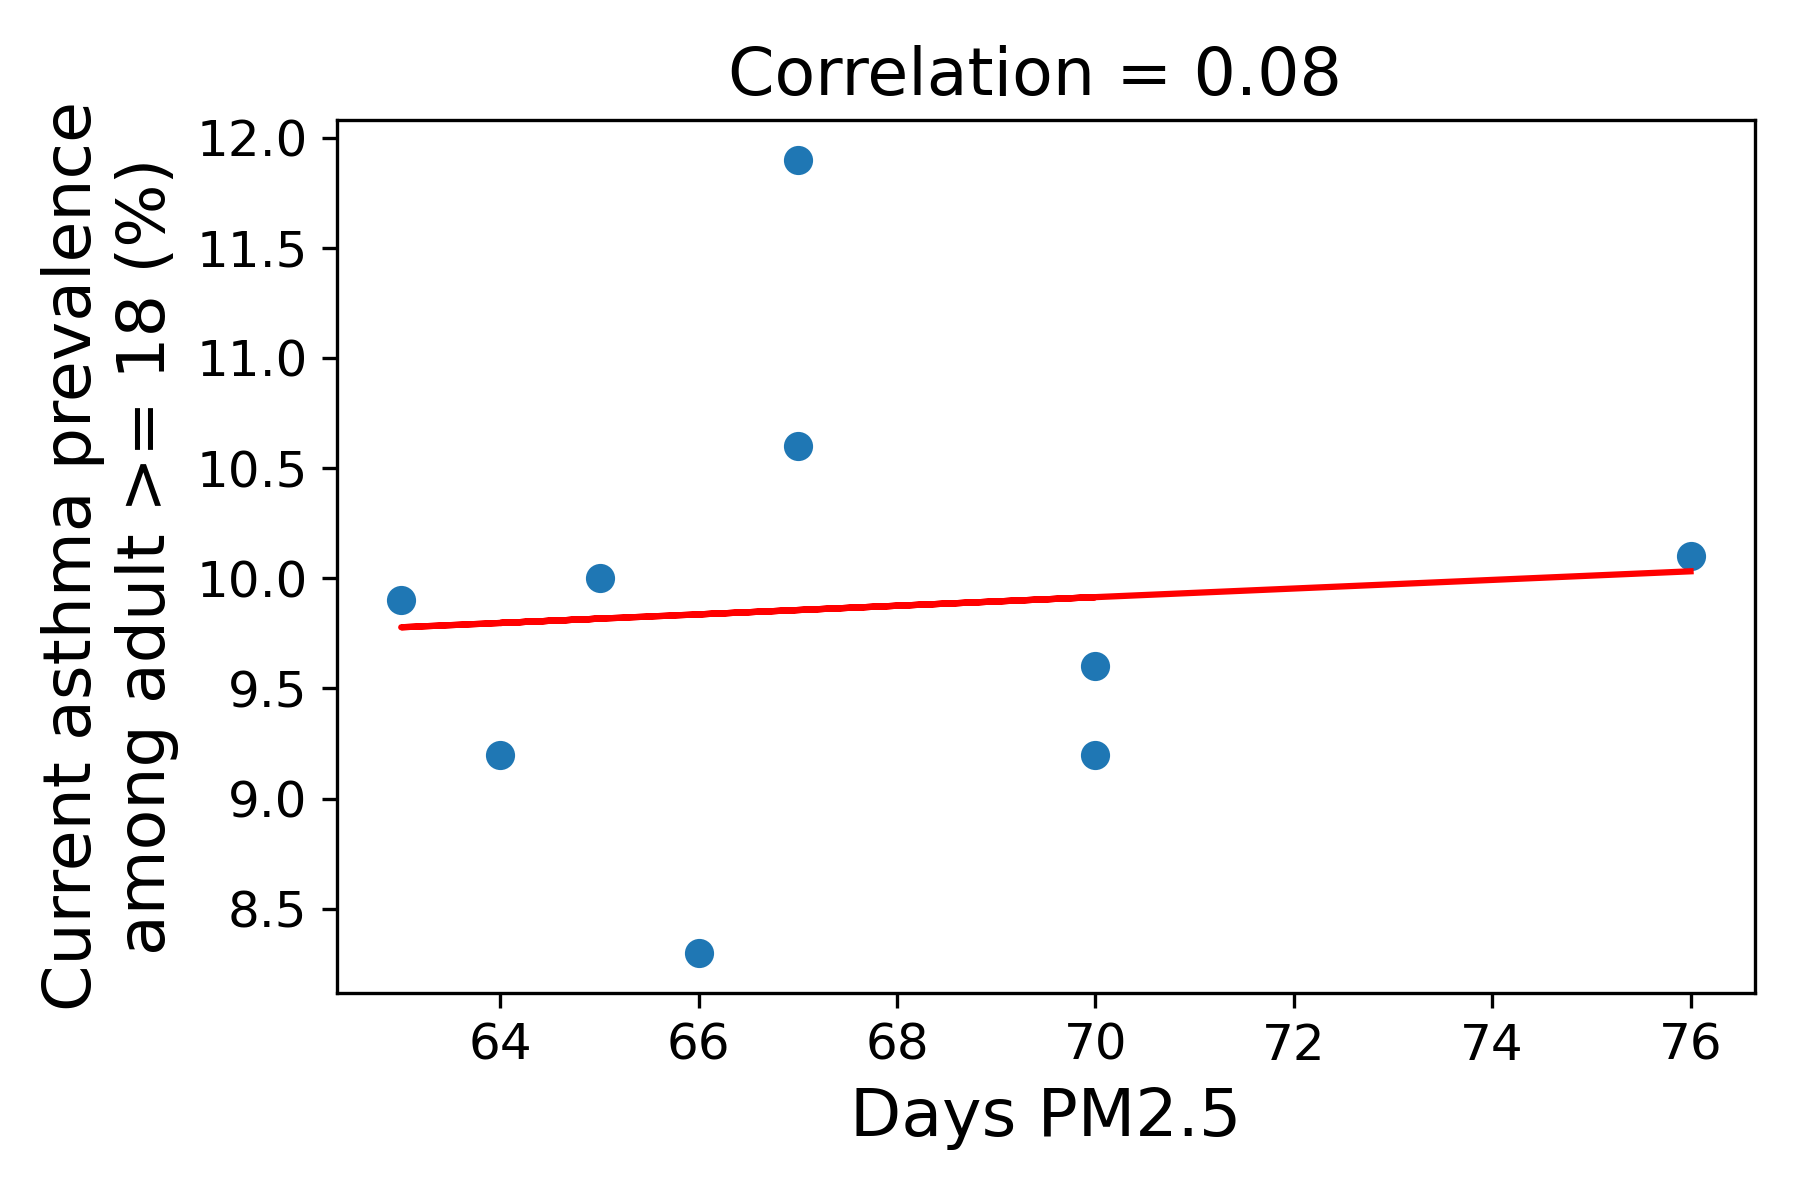 Correlation = 0.08
Current asthma prevalence
among adult >= 18 (%)
12.0
11.5
11.0
10.5
10.0
9.5
9.0
8.5
64 66 68 70 72 74 76
Days PM2.5